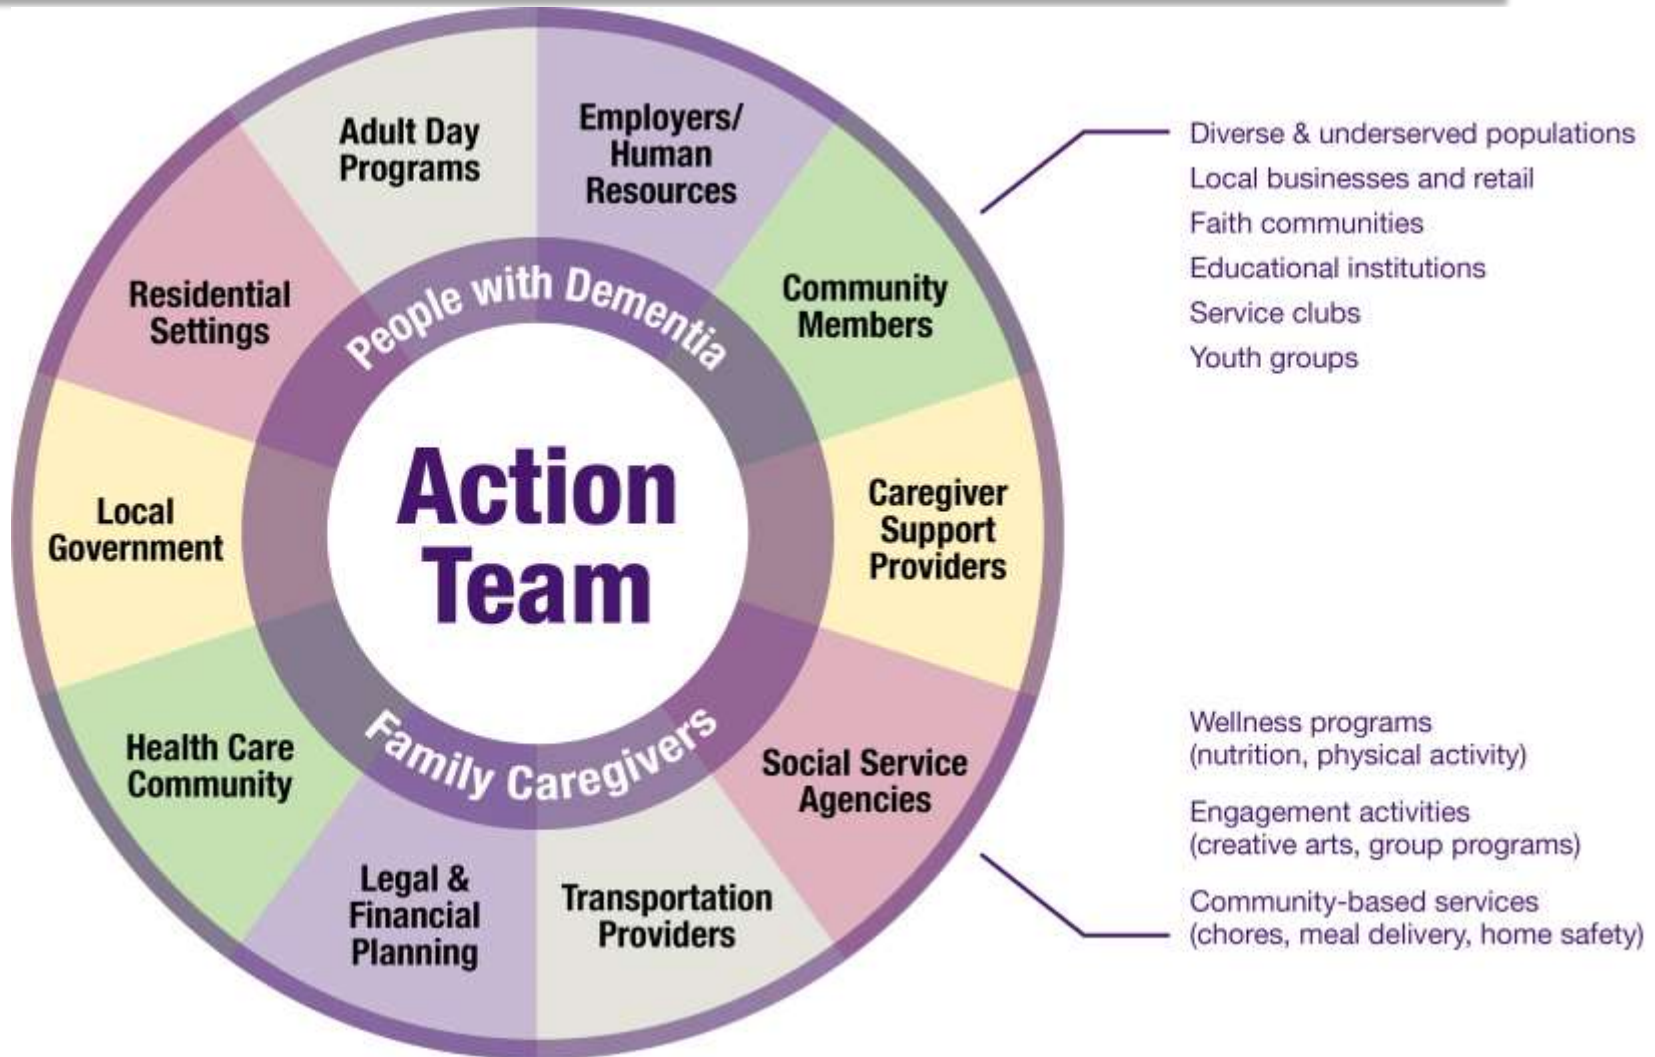 Adult Day
Programs
Employers/
Human
Resources
Community
Members
Caregiver
Support
Providers
Social Service
Agencies
Transportation
Providers
Legal &
Financial
Planning
Health Care
Community
Local
Government
Residential
Settings
People with Dementia
Action
Team
Family Caregivers
Diverse & underserved populations
Local businesses and retail
Faith communities
Educational institutions
Service clubs
Youth groups
Wellness programs
(nutrition, physical activity)
Engagement activities
(creative arts, group programs)
Community-based services
(chores, meal delivery, home safety)